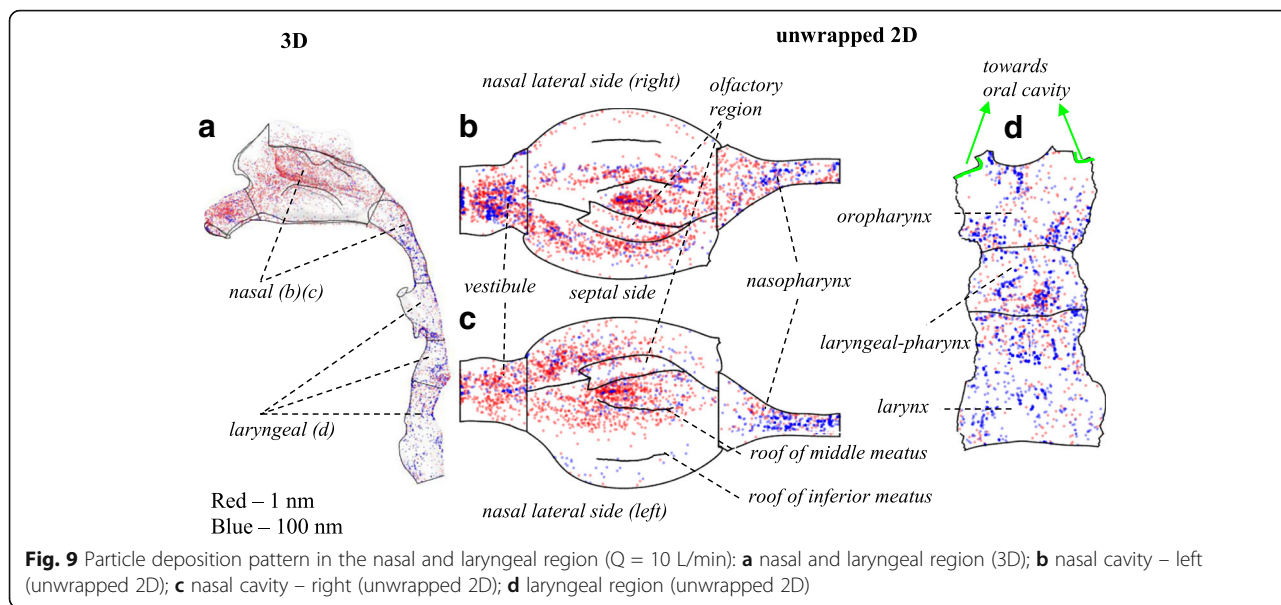 3D
unwrapped 2D
a
nasal lateral side (right)
olfactory
region
towards
oral cavity
b
d
oropharynx
nasal (b)(c)
vestibule
septal side
nasopharynx
c
laryngeal-pharynx
larynx
laryngeal (d)
roof of middle meatus
roof of inferior meatus
nasal lateral side (left)
Red – 1 nm
Blue – 100 nm
Fig. 9 Particle deposition pattern in the nasal and laryngeal region (Q = 10 L/min): a nasal and laryngeal region (3D); b nasal cavity – left
(unwrapped 2D); c nasal cavity – right (unwrapped 2D); d laryngeal region (unwrapped 2D)